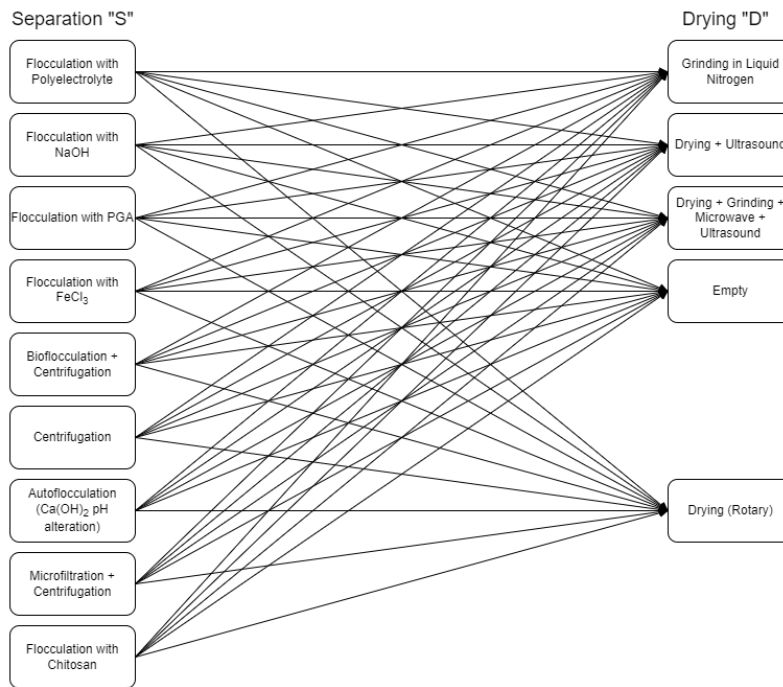 Separation "S"
Drying "D"
Flocculation with
Polyelectrolyte
Flocculation with
NaOH
Flocculation with PGA
Flocculation with
FeCl₃
Bioflocculation +
Centrifugation
Centrifugation
Autoflocculation
(Ca(OH)₂ pH
alteration)
Microfiltration +
Centrifugation
Flocculation with
Chitosan
Grinding in Liquid
Nitrogen
Drying + Ultrasound
Drying + Grinding +
Microwave +
Ultrasound
Empty
Drying (Rotary)